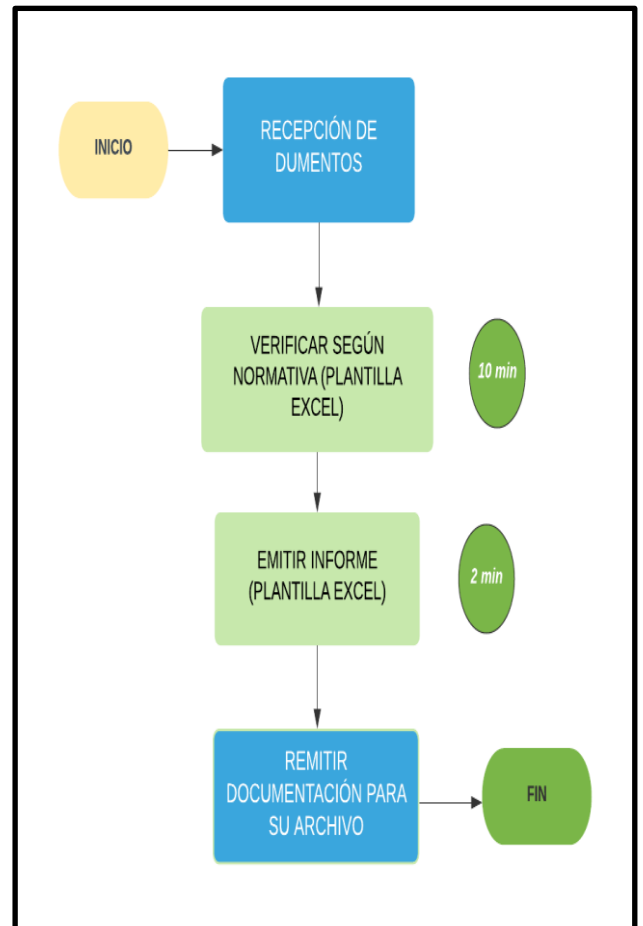 INICIO
RECEPCIÓN DE
DUMENTOS
VERIFICAR SEGÚN
NORMATIVA (PLANTILLA
EXCEL)
10 min
EMITIR INFORME
(PLANTILLA EXCEL)
2 min
REMITIR
DOCUMENTACIÓN PARA
SU ARCHIVO
FIN